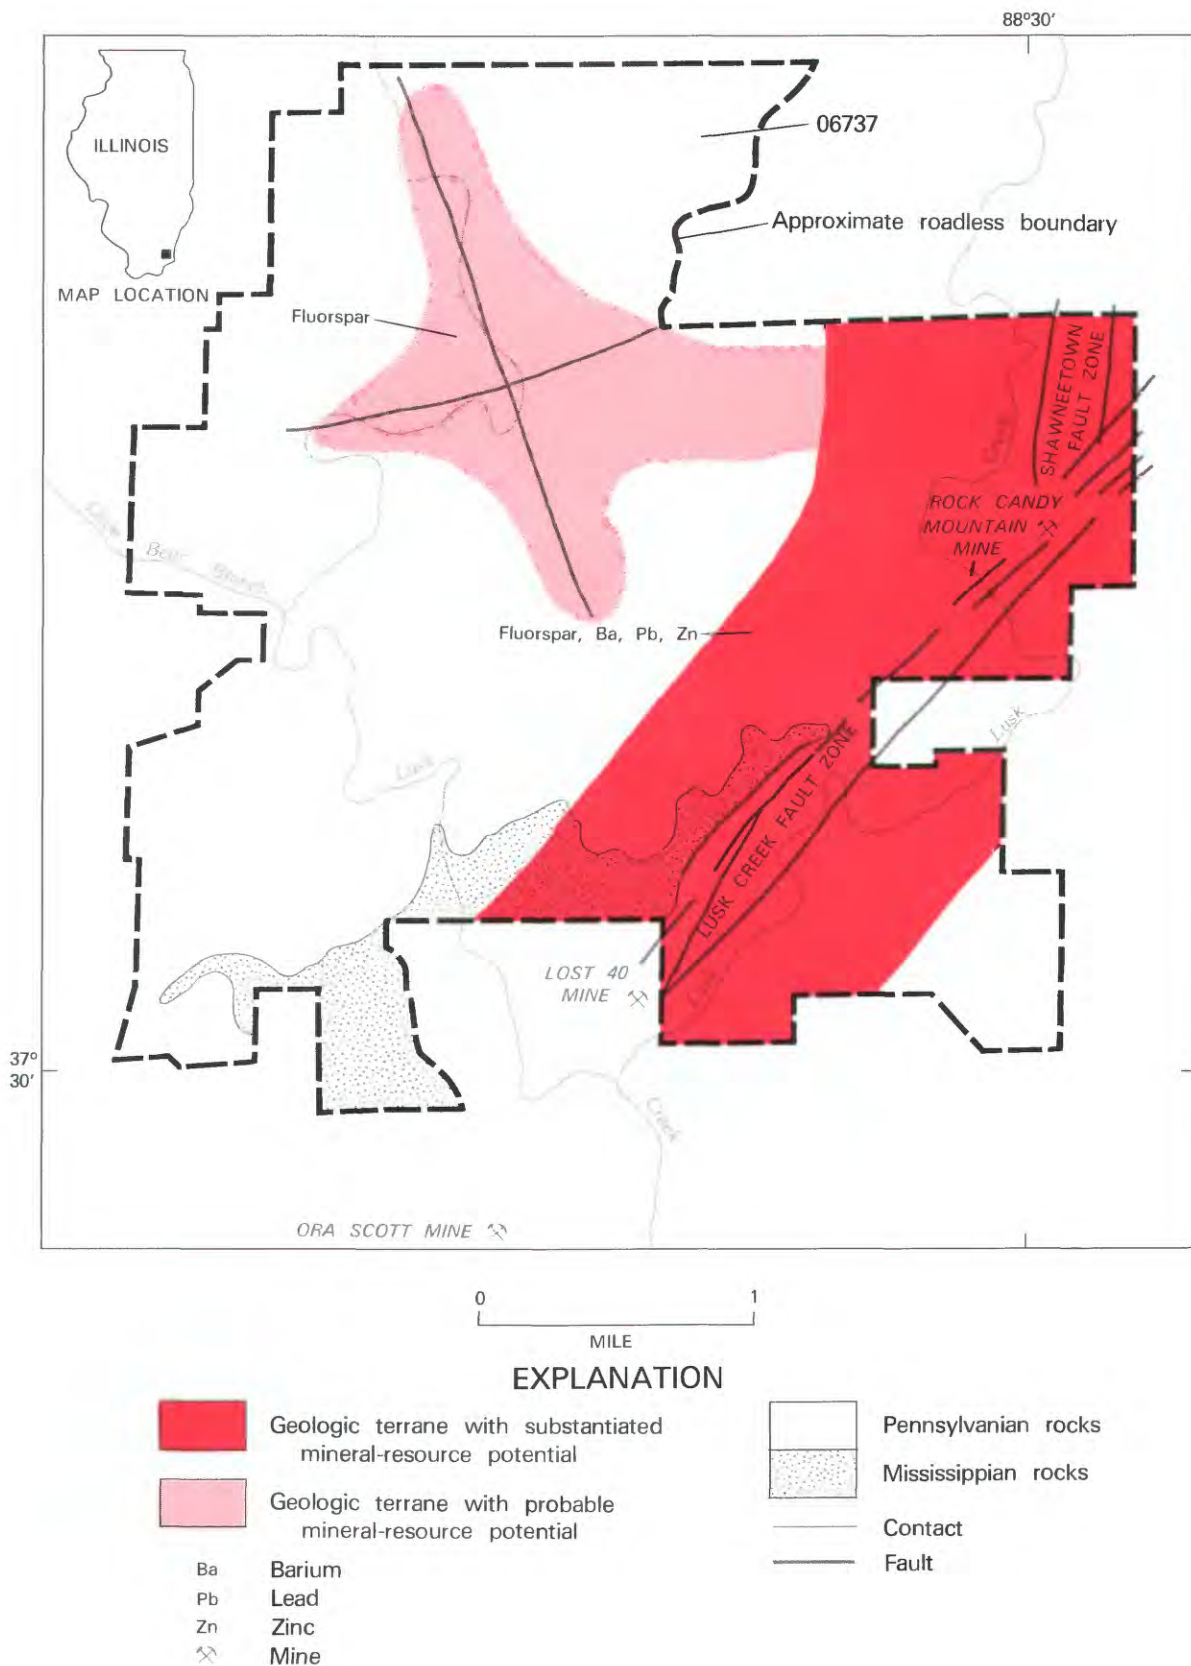 88°30'
ILLINOIS
MAP LOCATION
06737
Approximate roadless boundary
Fluorspar
SHAWNEETOWN
FAULT ZONE
Creek
ROCK CANDY
MOUNTAIN
MINE
Bear Branch
Fluorspar, Ba, Pb, Zn
Lusk
Lusk
LUSK CREEK FAULT ZONE
LOST 40
MINE
37°
30'
Creek
ORA SCOTT MINE
0 1
MILE
EXPLANATION
Geologic terrane with substantiated
mineral-resource potential
Geologic terrane with probable
mineral-resource potential
Ba Barium
Pb Lead
Zn Zinc
Mine
Pennsylvanian rocks
Mississippian rocks
Contact
Fault